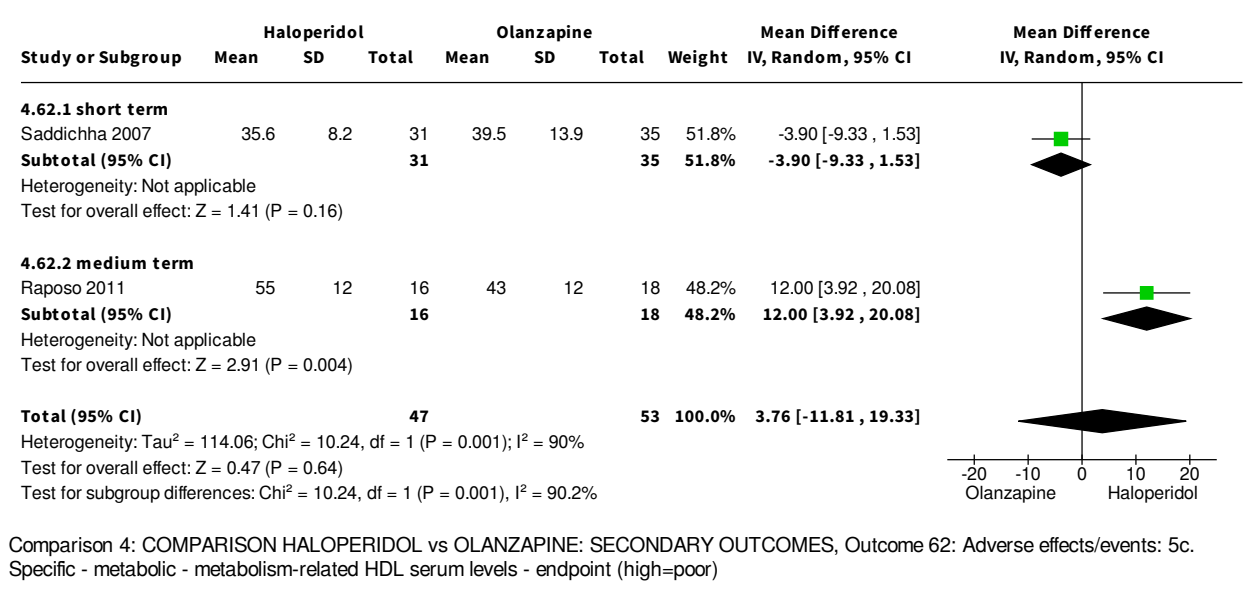 Haloperidol Olanzapine Mean Difference Mean Difference
Study or Subgroup Mean SD Total Mean SD Total Weight IV, Random, 95% CI IV, Random, 95% CI
4.62.1 short term
Saddichha 2007 35.6 8.2 31 39.5 13.9 35 51.8% -3.90 [-9.33 , 1.53]
Subtotal (95% CI) 31 35 51.8% -3.90 [-9.33 , 1.53]
Heterogeneity: Not applicable
Test for overall effect: Z = 1.41 (P = 0.16)
4.62.2 medium term
Raposo 2011 55 12 16 43 12 18 48.2% 12.00 [3.92 , 20.08]
Subtotal (95% CI) 16 18 48.2% 12.00 [3.92 , 20.08]
Heterogeneity: Not applicable
Test for overall effect: Z = 2.91 (P = 0.004)
Total (95% CI) 47 53 100.0% 3.76 [-11.81 , 19.33]
Heterogeneity: Tau² = 114.06; Chi² = 10.24, df = 1 (P = 0.001); I² = 90%
Test for overall effect: Z = 0.47 (P = 0.64)
Test for subgroup differences: Chi² = 10.24, df = 1 (P = 0.001), I² = 90.2%
-20 -10 0 10 20
Olanzapine Haloperidol
Comparison 4: COMPARISON HALOPERIDOL vs OLANZAPINE: SECONDARY OUTCOMES, Outcome 62: Adverse effects/events: 5c.
Specific - metabolic - metabolism-related HDL serum levels - endpoint (high=poor)